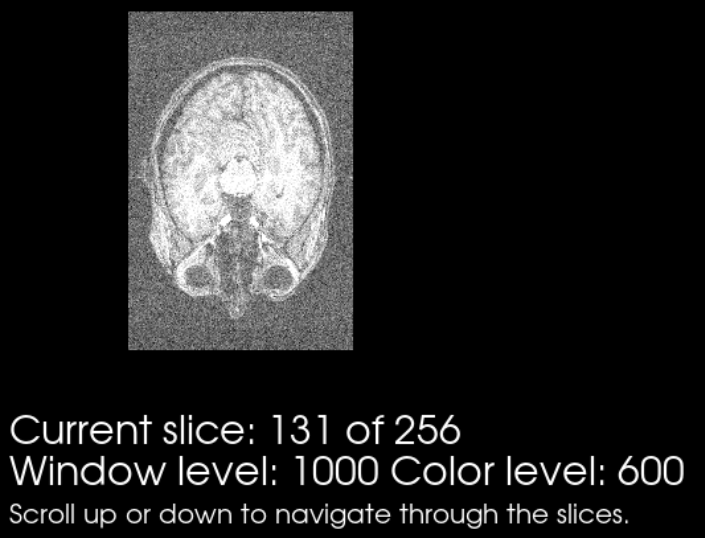 Current slice: 131 of 256
Window level: 1000 Color level: 600
Scroll up or down to navigate through the slices.